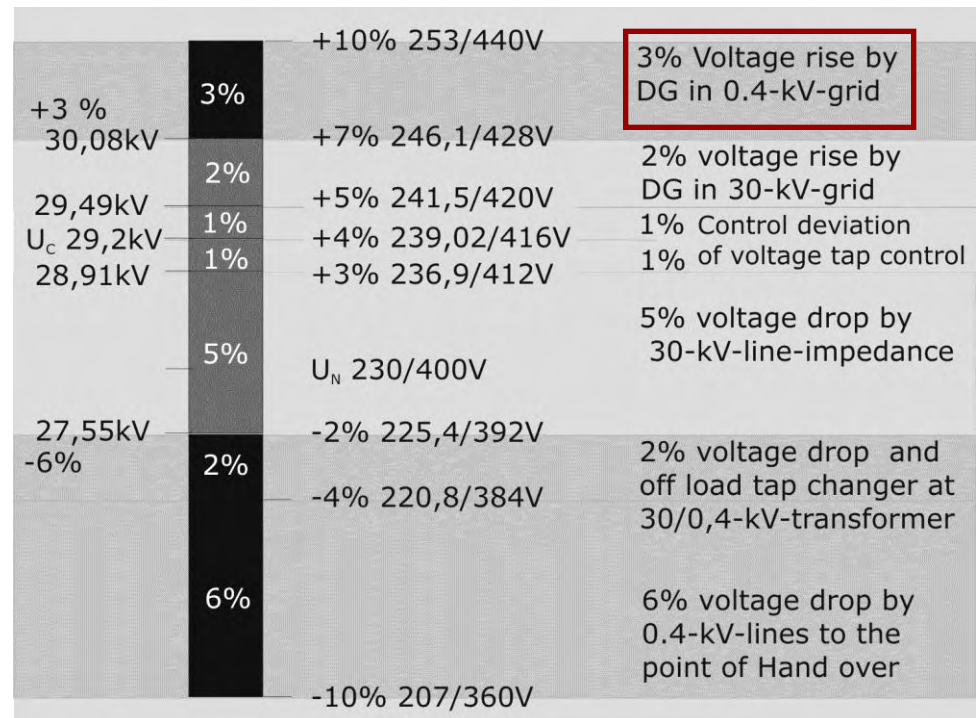 +10% 253/440V
3% Voltage rise by
DG in 0.4-kV-grid
3%
+3 %
30,08kV
+7% 246,1/428V
2% voltage rise by
DG in 30-kV-grid
2%
29,49kV
+5% 241,5/420V
1%
1% Control deviation
U_C 29,2kV
+4% 239,02/416V
1%
1% of voltage tap control
28,91kV
+3% 236,9/412V
5% voltage drop by
30-kV-line-impedance
5%
U_N 230/400V
27,55kV
-6%
-2% 225,4/392V
2%
2% voltage drop and
off load tap changer at
30/0,4-kV-transformer
-4% 220,8/384V
6%
6% voltage drop by
0.4-kV-lines to the
point of Hand over
-10% 207/360V